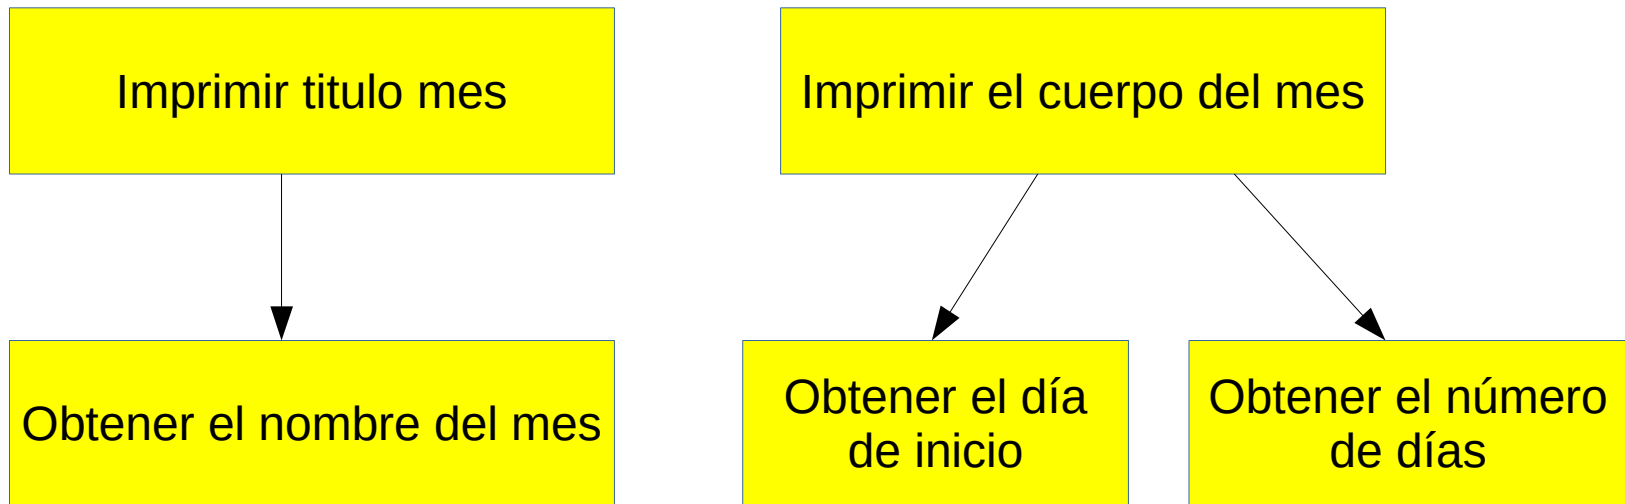 Imprimir titulo mes
Imprimir el cuerpo del mes
Obtener el nombre del mes
Obtener el día
de inicio
Obtener el número
de días